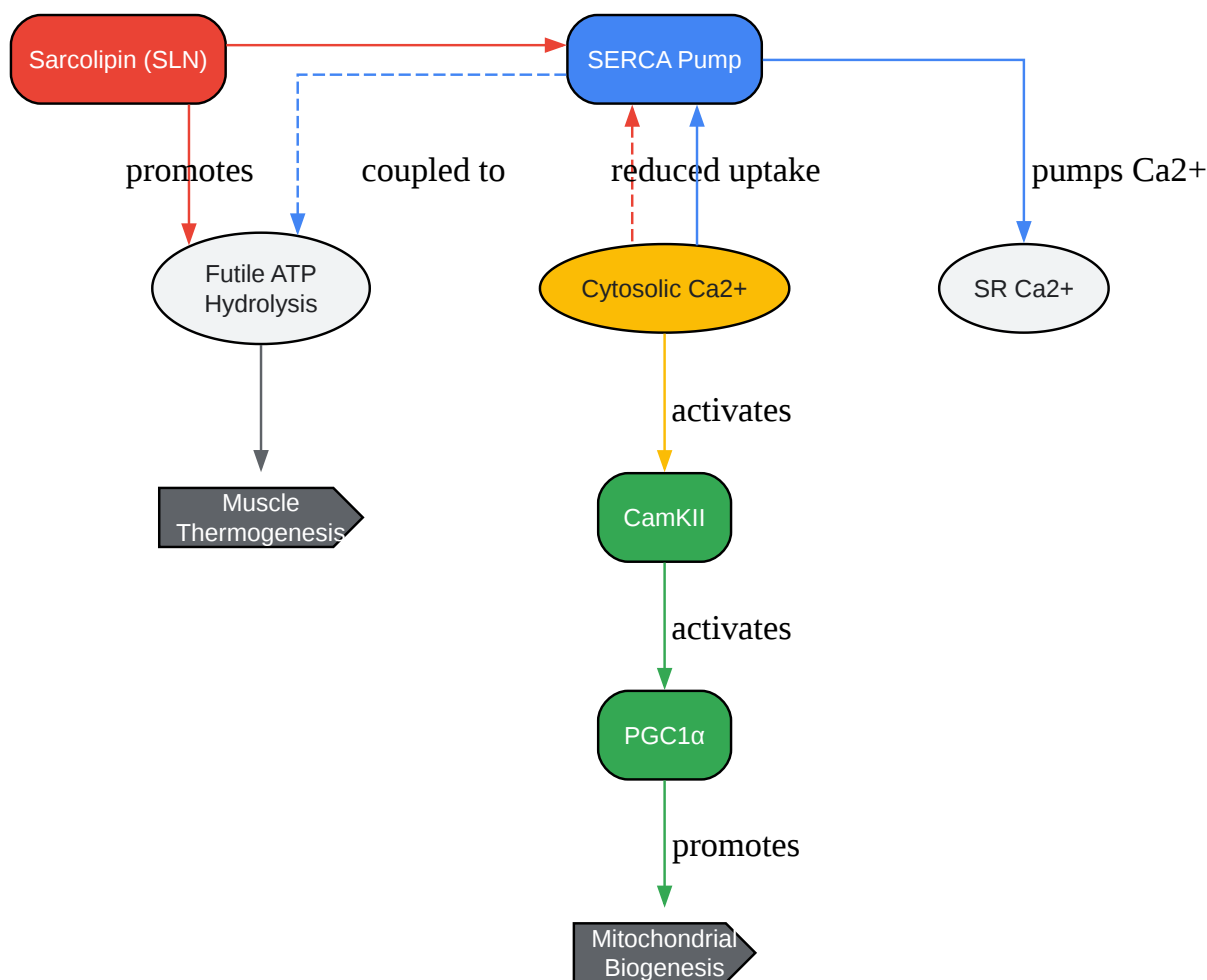 Sarcolipin (SLN)
SERCA Pump
promotes
coupled to
reduced uptake
pumps Ca2+
Futile ATP
Hydrolysis
Cytosolic Ca2+
SR Ca2+
activates
Muscle
Thermogenesis
CamKII
activates
PGC1α
promotes
Mitochondrial
Biogenesis